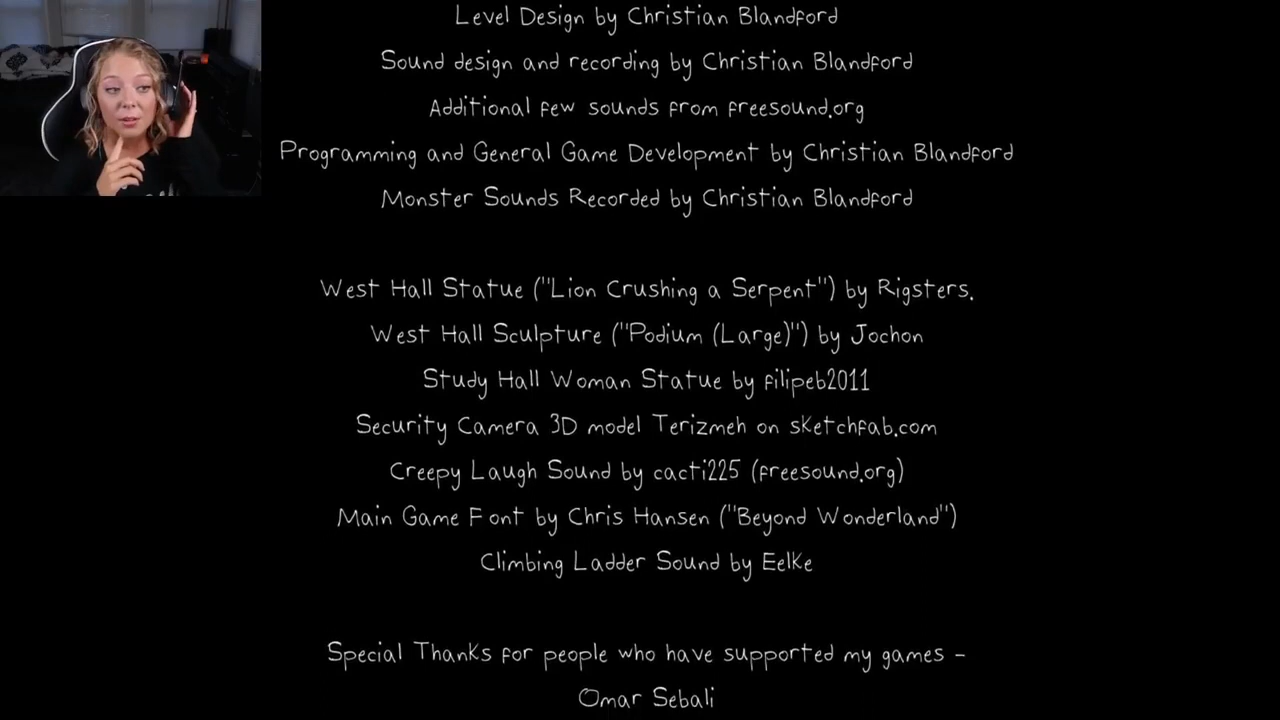 Level Design by Christian Blandford
Sound design and recording by Christian Blandford
Additional few sounds from freesound.org
Programming and General Game Development by Christian Blandford
Monster Sounds Recorded by Christian Blandford
West Hall Statue ("Lion Crushing a Serpent") by Rigsters.
West Hall Sculpture ("Podium (Large)") by Jochon
Study Hall Woman Statue by filipeb2011
Security Camera 3D model Terizmeh on sketchfab.com
Creepy Laugh Sound by cacti225 (freesound.org)
Main Game Font by Chris Hansen ("Beyond Wonderland")
Climbing Ladder Sound by Eelke
Special Thanks for people who have supported my games -
Omar Sebali